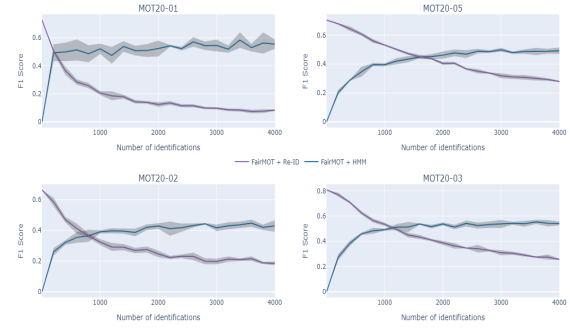 MOT20-01
MOT20-05
F1 Score
0.6
0.4
0.2
0
1000
2000
3000
4000
Number of identifications
F1 Score
0.6
0.4
0.2
0
1000
2000
3000
4000
Number of identifications
FairMOT + Re-ID
FairMOT + HMM
MOT20-02
MOT20-03
F1 Score
0.6
0.4
0.2
0
1000
2000
3000
4000
Number of identifications
F1 Score
0.8
0.6
0.4
0.2
0
1000
2000
3000
4000
Number of identifications